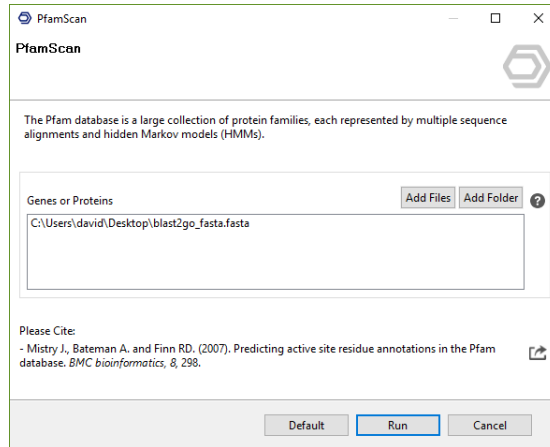 PfamScan
PfamScan
The Pfam database is a large collection of protein families, each represented by multiple sequence
alignments and hidden Markov models (HMMs).
Genes or Proteins
Add Files
Add Folder
?
C:\Users\david\Desktop\blast2go_fasta.fasta
Please Cite:
- Mistry J., Bateman A. and Finn RD. (2007). Predicting active site residue annotations in the Pfam
database. BMC bioinformatics, 8, 298.
Default
Run
Cancel